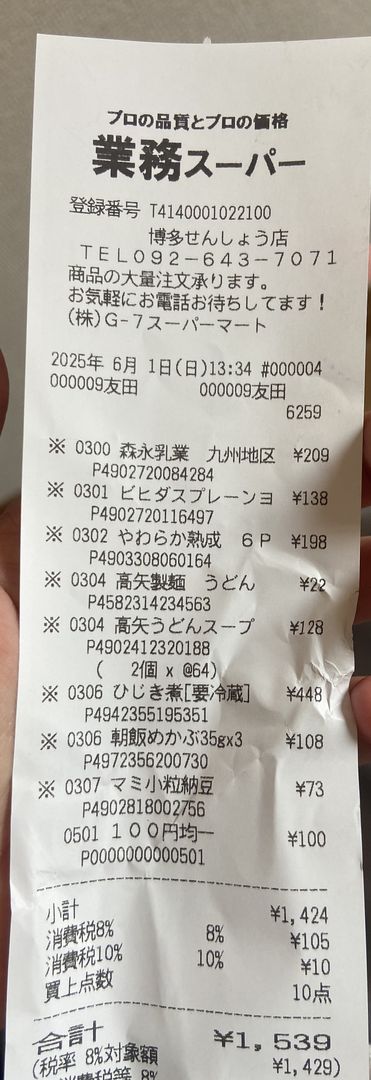 プロの品質とプロの価格
業務スーパー
登録番号 T4140001022100
博多せんしょう店
TEL092-643-7071
商品の大量注文承ります。
お気軽にお電話お待ちしてます!
(株)G-7スーパーマート
2025年 6月 1日(日)13:34 #000004
000009友田 000009友田
6259
※ 0300 森永乳業 九州地区 ¥209
P4902720084284
※ 0301 ビヒダスプレーンヨ ¥138
P4902720116497
※ 0302 やわらか熟成 6P ¥198
P4903308060164
※ 0304 高矢製麺 うどん ¥22
P4582314234563
※ 0304 高矢うどんスープ ¥128
P4902412320188
( 2個 x @64)
※ 0306 ひじき煮[要冷蔵] ¥448
P4942355195351
※ 0306 朝飯めかぶ35gx3 ¥108
P4972356200730
※ 0307 マミ小粒納豆 ¥73
P4902818002756
0501 100円均一 ¥100
P0000000000501
小計 ¥1,424
消費税8% 8% ¥105
消費税10% 10% ¥10
買上点数 10点
合計 ¥1,539
(税率 8%対象額 ¥1,429)
消費税等 8%